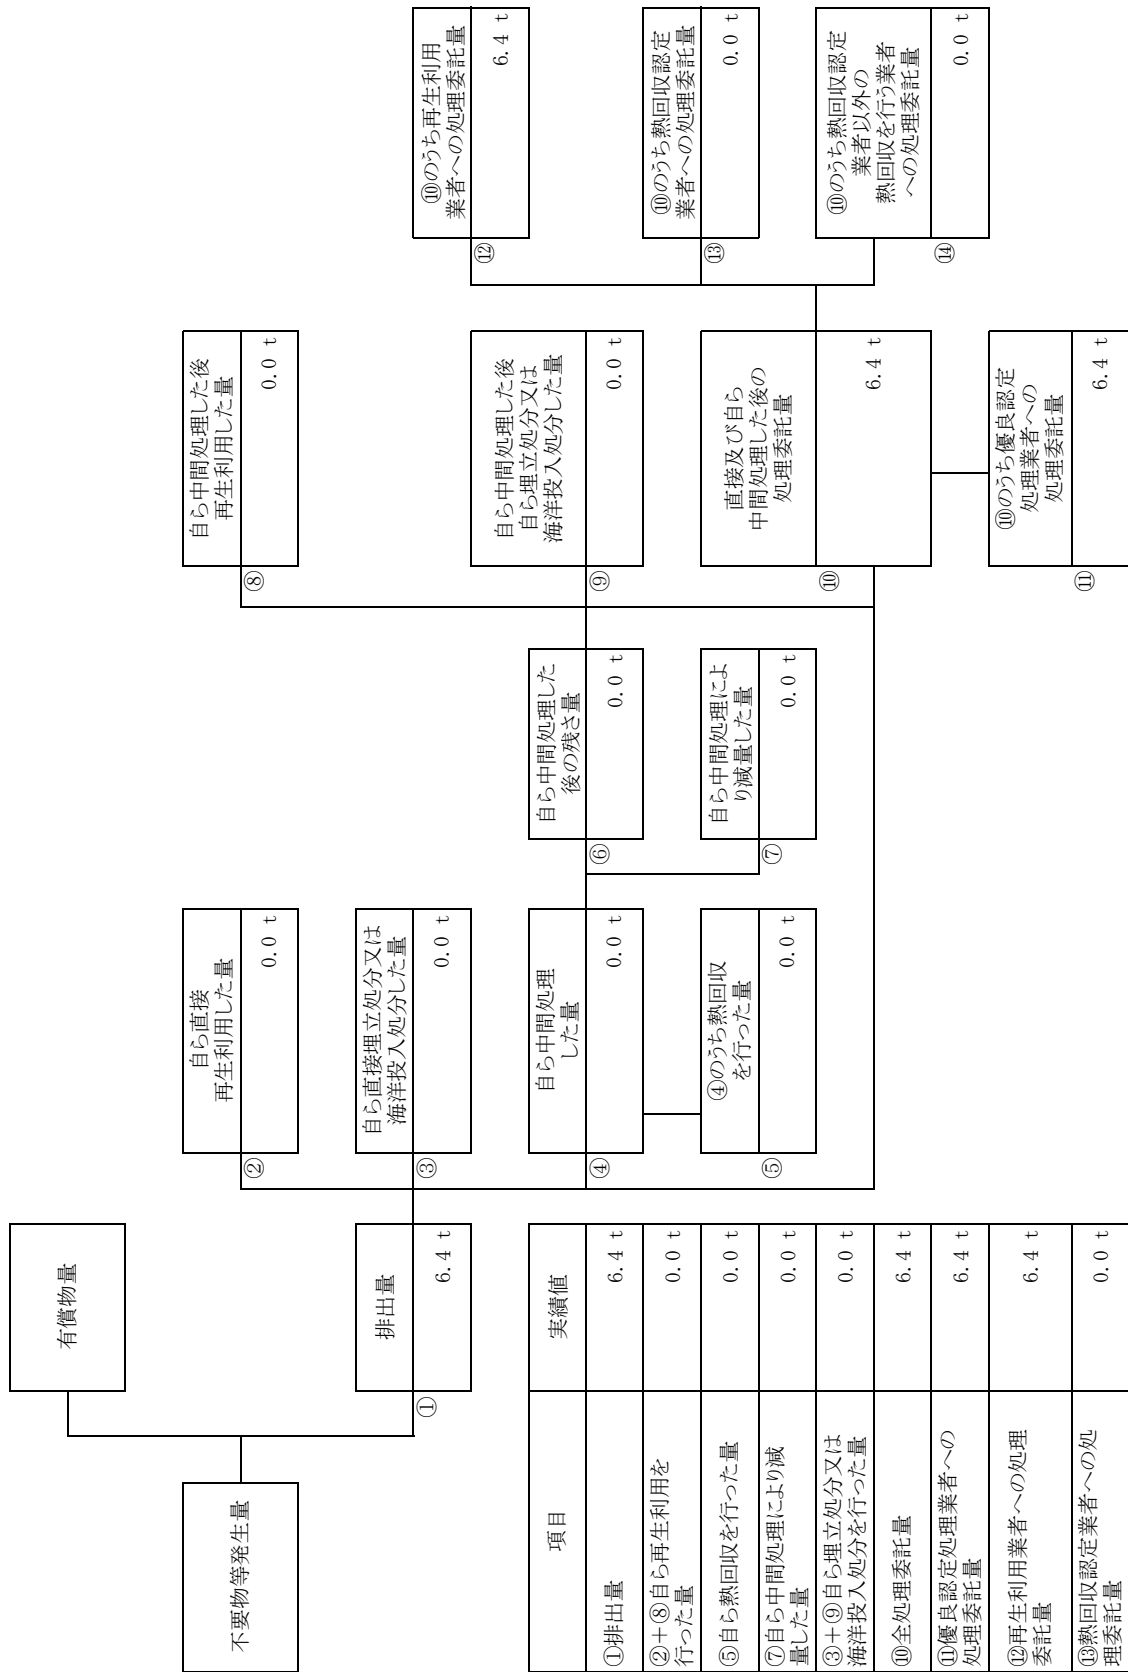 不要物等発生量
有償物量
①
排出量
6.4 t
②
自ら直接
再生利用した量
0.0 t
③
自ら直接埋立処分又は
海洋投入処分した量
0.0 t
④
自ら中間処理
した量
0.0 t
⑤
④のうち熱回収
を行った量
0.0 t
⑥
自ら中間処理した
後の残さ量
0.0 t
⑦
自ら中間処理によ
り減量した量
0.0 t
⑧
自ら中間処理した後
再生利用した量
0.0 t
⑨
自ら中間処理した後
自ら埋立処分又は
海洋投入処分した量
0.0 t
⑩
直接及び自ら
中間処理した後の
処理委託量
6.4 t
⑪
⑩のうち優良認定
処理業者への
処理委託量
6.4 t
⑫
⑩のうち再生利用
業者への処理委託量
6.4 t
⑬
⑩のうち熱回収認定
業者への処理委託量
0.0 t
⑭
⑩のうち熱回収認定
業者以外の
熱回収を行う業者
への処理委託量
0.0 t
項目 実績値
①排出量 6.4 t
②+⑧自ら再生利用を
行った量 0.0 t
⑤自ら熱回収を行った量 0.0 t
⑦自ら中間処理により減
量した量 0.0 t
③+⑨自ら埋立処分又は
海洋投入処分を行った量 0.0 t
⑩全処理委託量 6.4 t
⑪優良認定処理業者への
処理委託量 6.4 t
⑫再生利用業者への処理
委託量 6.4 t
⑬熱回収認定業者への処
理委託量 0.0 t